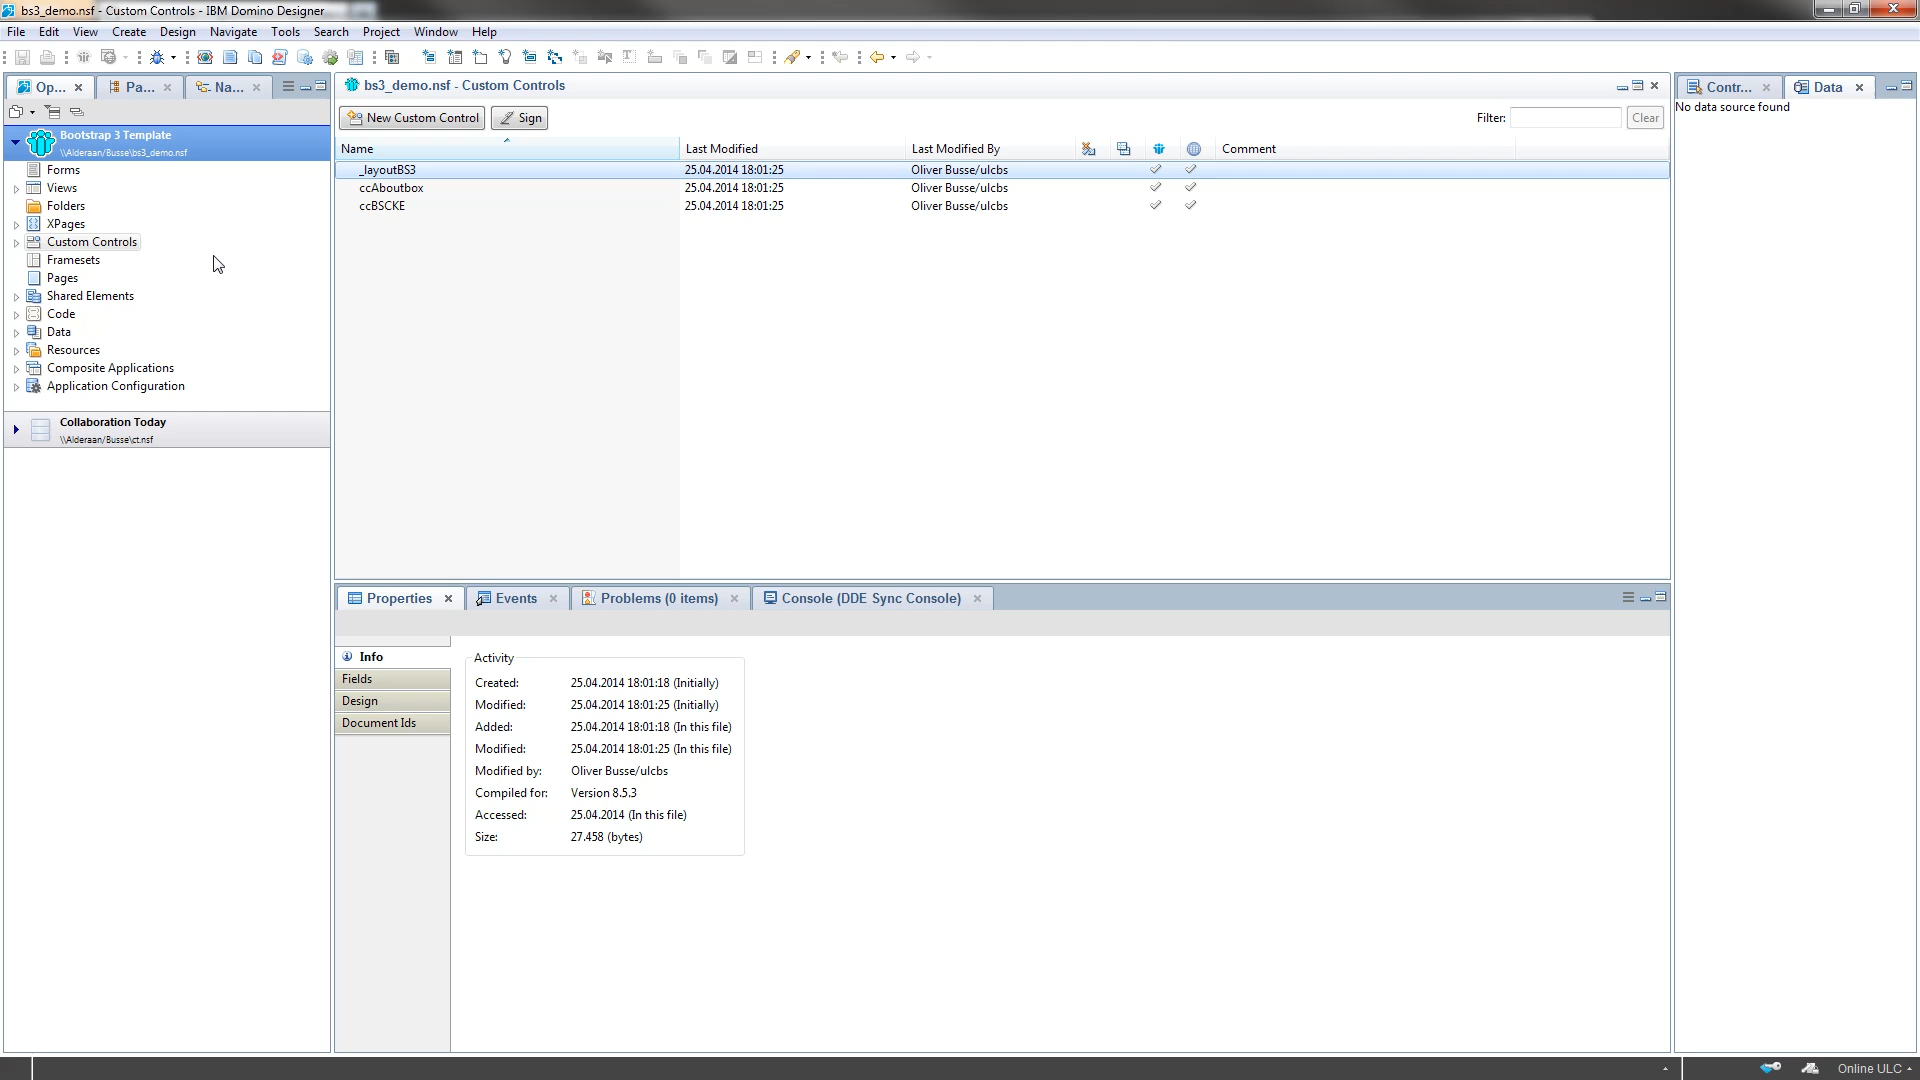 bs3_demo.nsf - Custom Controls - IBM Domino Designer
File Edit View Create Design Navigate Tools Search Project Window Help
Op... Pa... Na...
bs3_demo.nsf - Custom Controls
Contr... Data
No data source found
New Custom Control Sign
Filter: Clear
Bootstrap 3 Template
\\Alderaan/Busse\bs3_demo.nsf
Forms
Views
Folders
XPages
Custom Controls
Framesets
Pages
Shared Elements
Code
Data
Resources
Composite Applications
Application Configuration
Collaboration Today
\\Alderaan/Busse\ct.nsf
Name Last Modified Last Modified By Comment
_layoutBS3 25.04.2014 18:01:25 Oliver Busse/ulcbs
ccAboutbox 25.04.2014 18:01:25 Oliver Busse/ulcbs
ccBSCKE 25.04.2014 18:01:25 Oliver Busse/ulcbs
Properties Events Problems (0 items) Console (DDE Sync Console)
Info
Fields
Design
Document Ids
Activity
Created: 25.04.2014 18:01:18 (Initially)
Modified: 25.04.2014 18:01:25 (Initially)
Added: 25.04.2014 18:01:18 (In this file)
Modified: 25.04.2014 18:01:25 (In this file)
Modified by: Oliver Busse/ulcbs
Compiled for: Version 8.5.3
Accessed: 25.04.2014 (In this file)
Size: 27.458 (bytes)
Online ULC